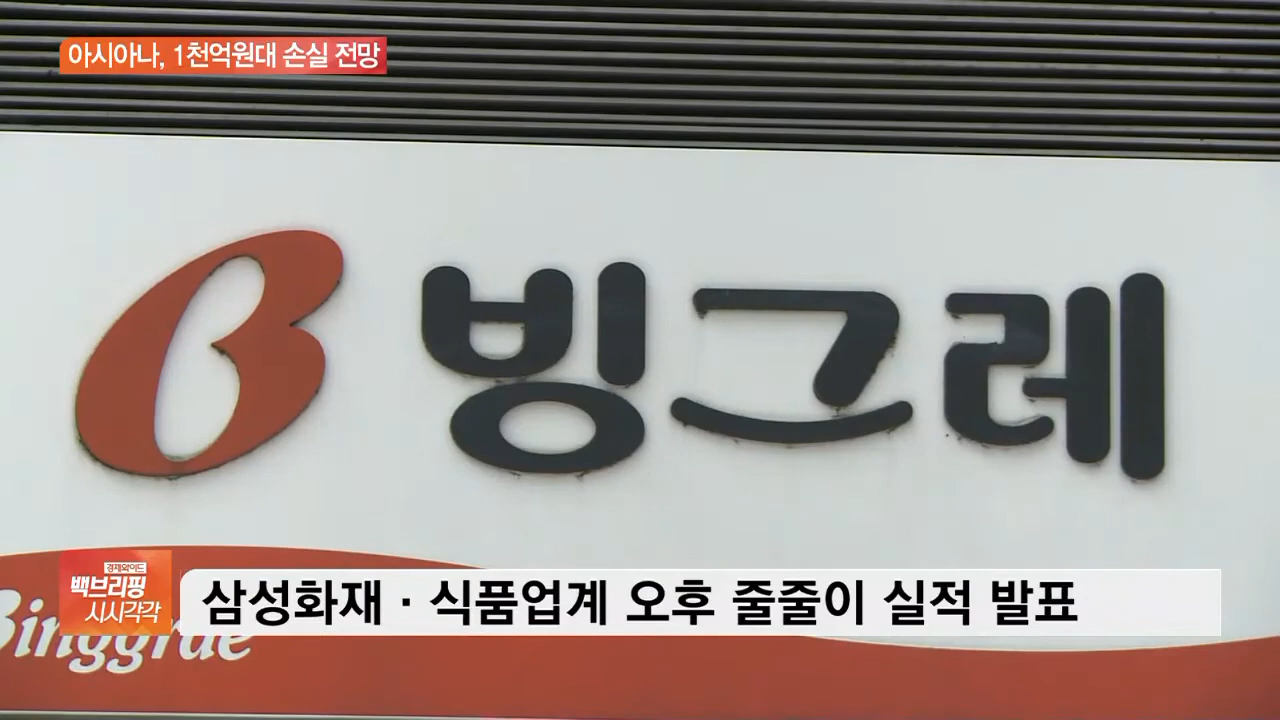 아시아나, 1천억원대 손실 전망
빙그레
경제와이드
백브리핑
시시각각
삼성화재 · 식품업계 오후 줄줄이 실적 발표
Binggrae